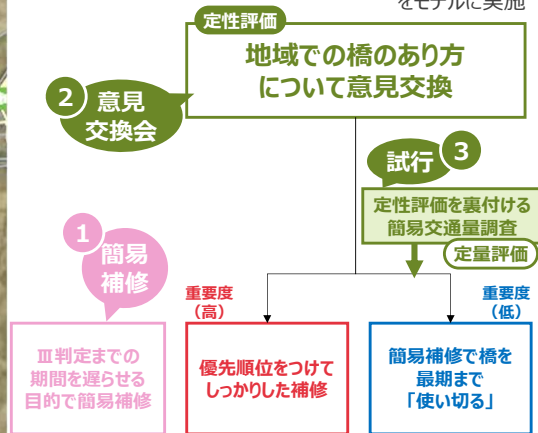 をモデルに実施
定性評価
地域での橋のあり方
について意見交換
2
意見
交換会
試行
3
定性評価を裏付ける
簡易交通量調査
定量評価
1
簡易
補修
重要度
（高）
重要度
（低）
Ⅲ判定までの
期間を遅らせる
目的で簡易補修
優先順位をつけて
しっかりした補修
簡易補修で橋を
最期まで
「使い切る」